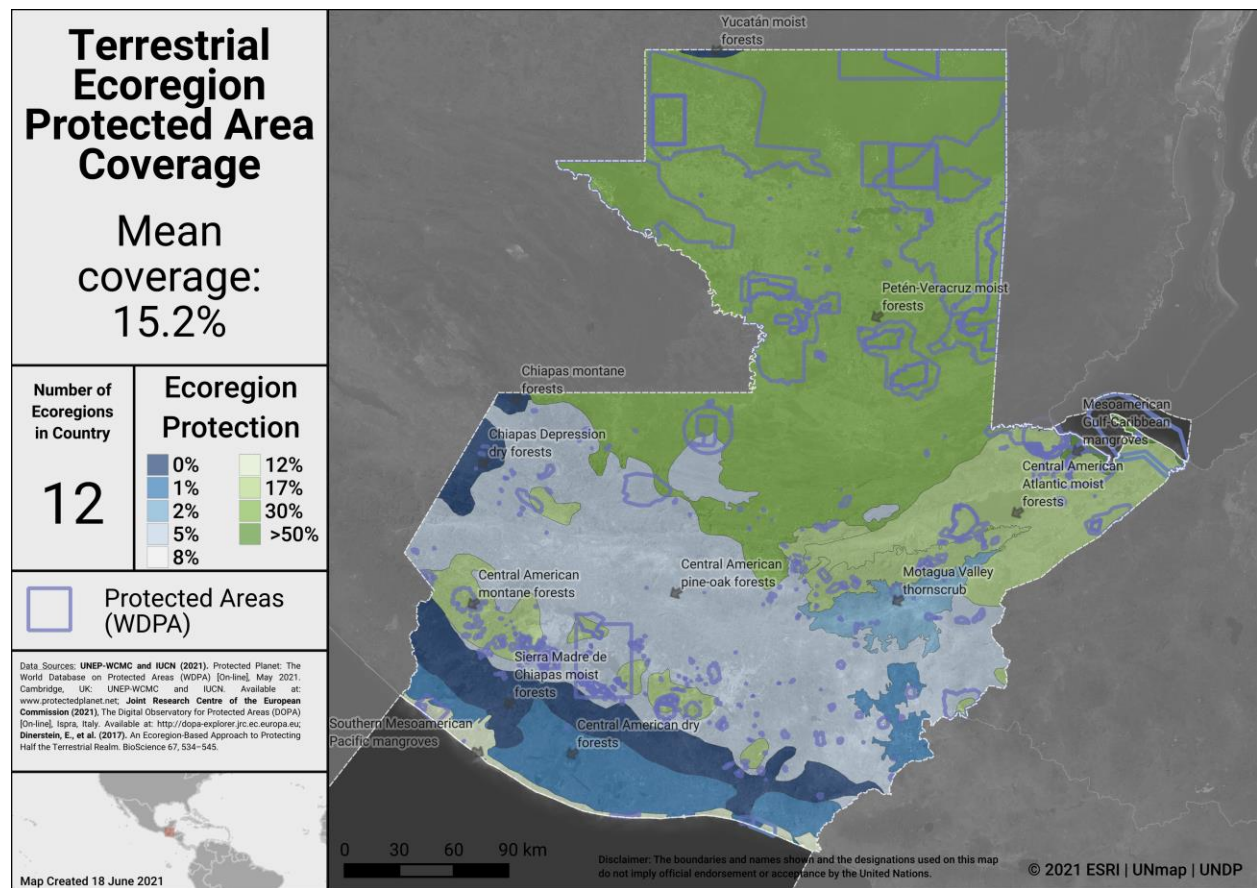 Terrestrial
Ecoregion
Protected Area
Coverage
Mean
coverage:
15.2%
Number of
Ecoregions
in Country
12
Ecoregion
Protection
0%
1%
2%
5%
8%
12%
17%
30%
>50%
Protected Areas
(WDPA)
Data Sources: UNEP-WCMC and IUCN (2021). Protected Planet: The
World Database on Protected Areas (WDPA) [On-line], May 2021.
Cambridge, UK: UNEP-WCMC and IUCN. Available at:
www.protectedplanet.net; Joint Research Centre of the European
Commission (2021), The Digital Observatory for Protected Areas (DOPA)
[On-line], Ispra, Italy. Available at: http://dopa-explorer.jrc.ec.europa.eu;
Dinerstein, E., et al. (2017). An Ecoregion-Based Approach to Protecting
Half the Terrestrial Realm. BioScience 67, 534–545.
Map Created 18 June 2021
Yucatán moist
forests
Petén-Veracruz moist
forests
Chiapas montane
forests
Chiapas Depression
dry forests
Mesoamerican
Gulf-Caribbean
mangroves
Central American
Atlantic moist
forests
Central American
montane forests
Central American
pine-oak forests
Motagua Valley
thornscrub
Sierra Madre de
Chiapas moist
forests
Southern Mesoamerican
Pacific mangroves
Central American dry
forests
0 30 60 90 km
Disclaimer: The boundaries and names shown and the designations used on this map
do not imply official endorsement or acceptance by the United Nations.
© 2021 ESRI | UNmap | UNDP